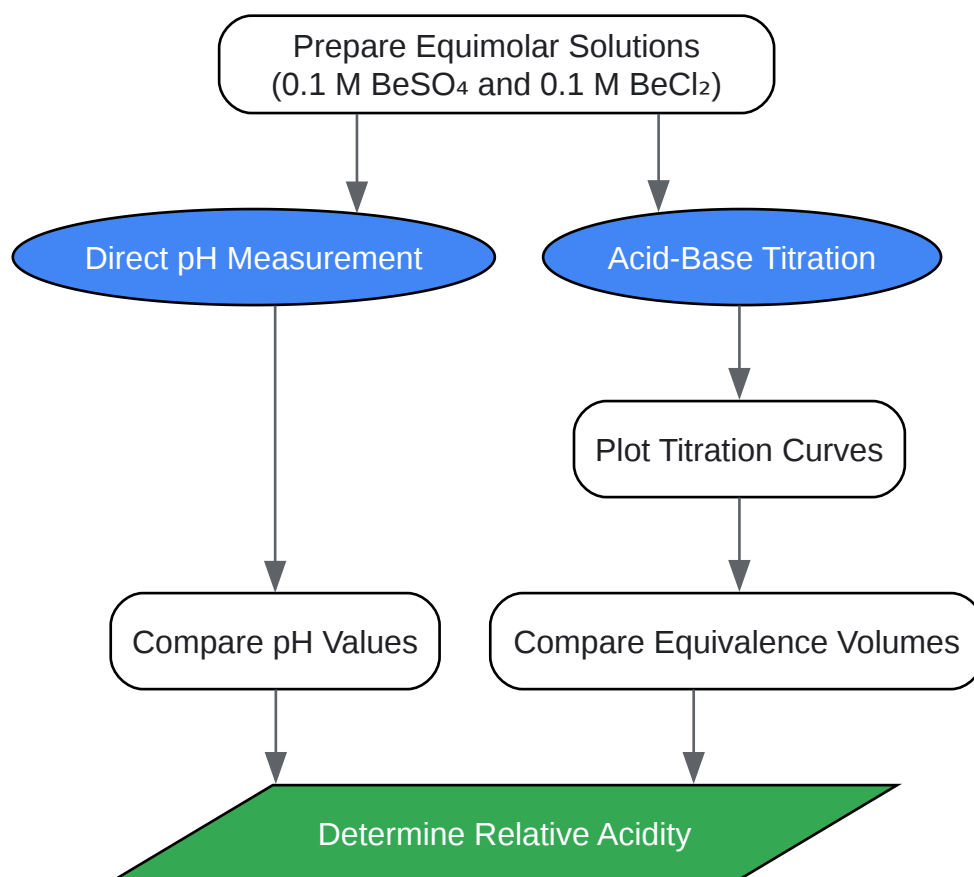 Prepare Equimolar Solutions
(0.1 M BeSO₄ and 0.1 M BeCl₂)
Direct pH Measurement
Acid-Base Titration
Plot Titration Curves
Compare pH Values
Compare Equivalence Volumes
Determine Relative Acidity